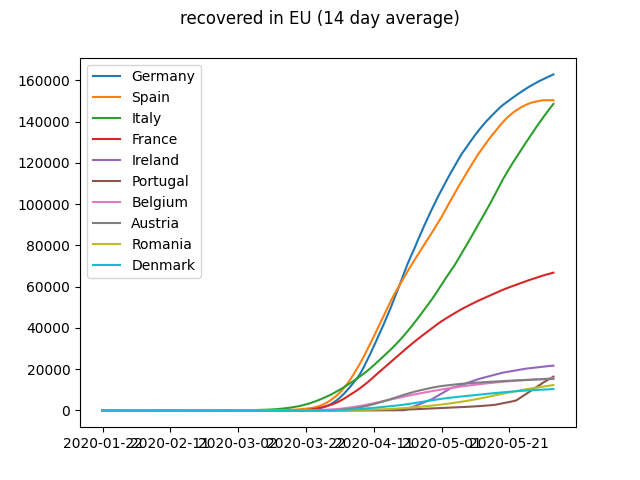 recovered in EU (14 day average)
160000
140000
120000
100000
80000
60000
40000
20000
0
Germany
Spain
Italy
France
Ireland
Portugal
Belgium
Austria
Romania
Denmark
2020-01-22 2020-02-11 2020-03-02 2020-03-22 2020-04-11 2020-05-01 2020-05-21